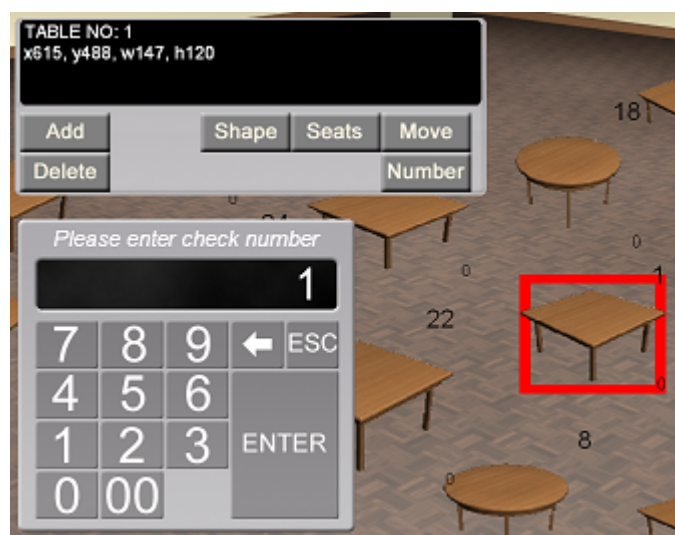 TABLE NO: 1
x615, y488, w147, h120
Add Shape Seats Move
Delete Number
18
0
Please enter check number
0
1
0
1
22
7 8 9 ESC
4 5 6
0
1 2 3 ENTER
8
0
0 00